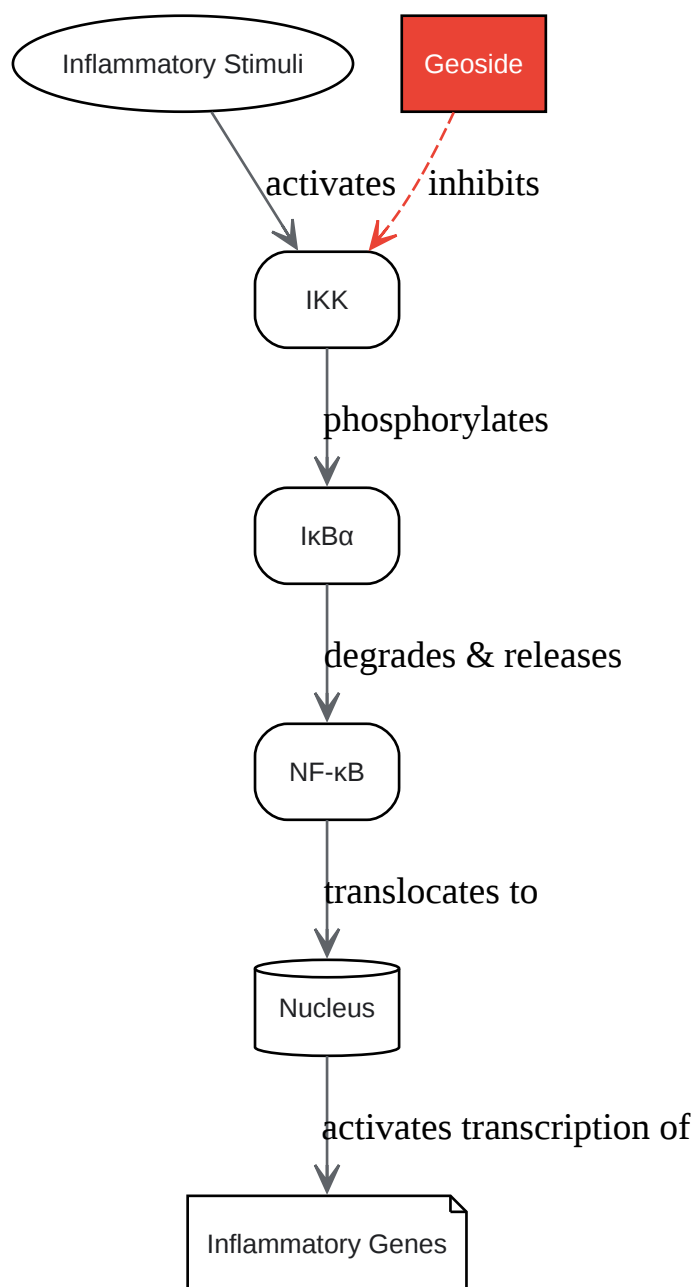 Inflammatory Stimuli
Geoside
activates
inhibits
IKK
phosphorylates
IκBα
degrades & releases
NF-κB
translocates to
Nucleus
activates transcription of
Inflammatory Genes